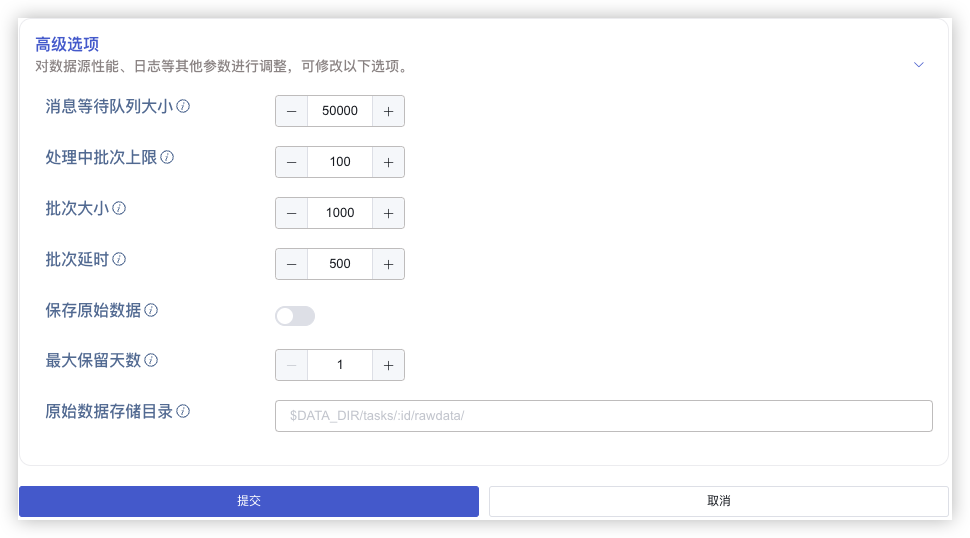 高级选项
对数据源性能、日志等其他参数进行调整，可修改以下选项。
消息等待队列大小
50000
处理中批次上限
100
批次大小
1000
批次延时
500
保存原始数据
最大保留天数
1
原始数据存储目录
$DATA_DIR/tasks/:id/rawdata/
提交
取消